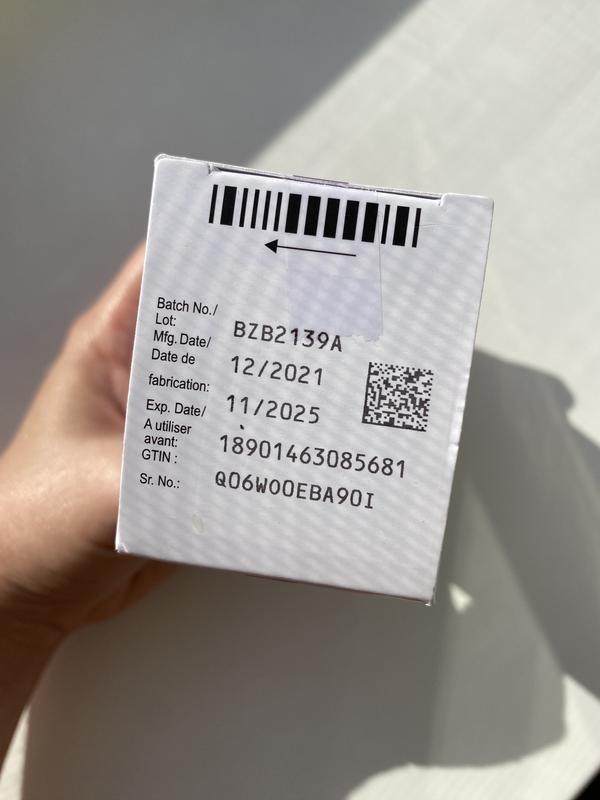 Batch No./
Lot: BZB2139A
Mfg. Date/
Date de 12/2021
fabrication:
Exp. Date/ 11/2025
A utiliser
avant:
GTIN : 18901463085681
Sr. No.: Q06W00EBA90I